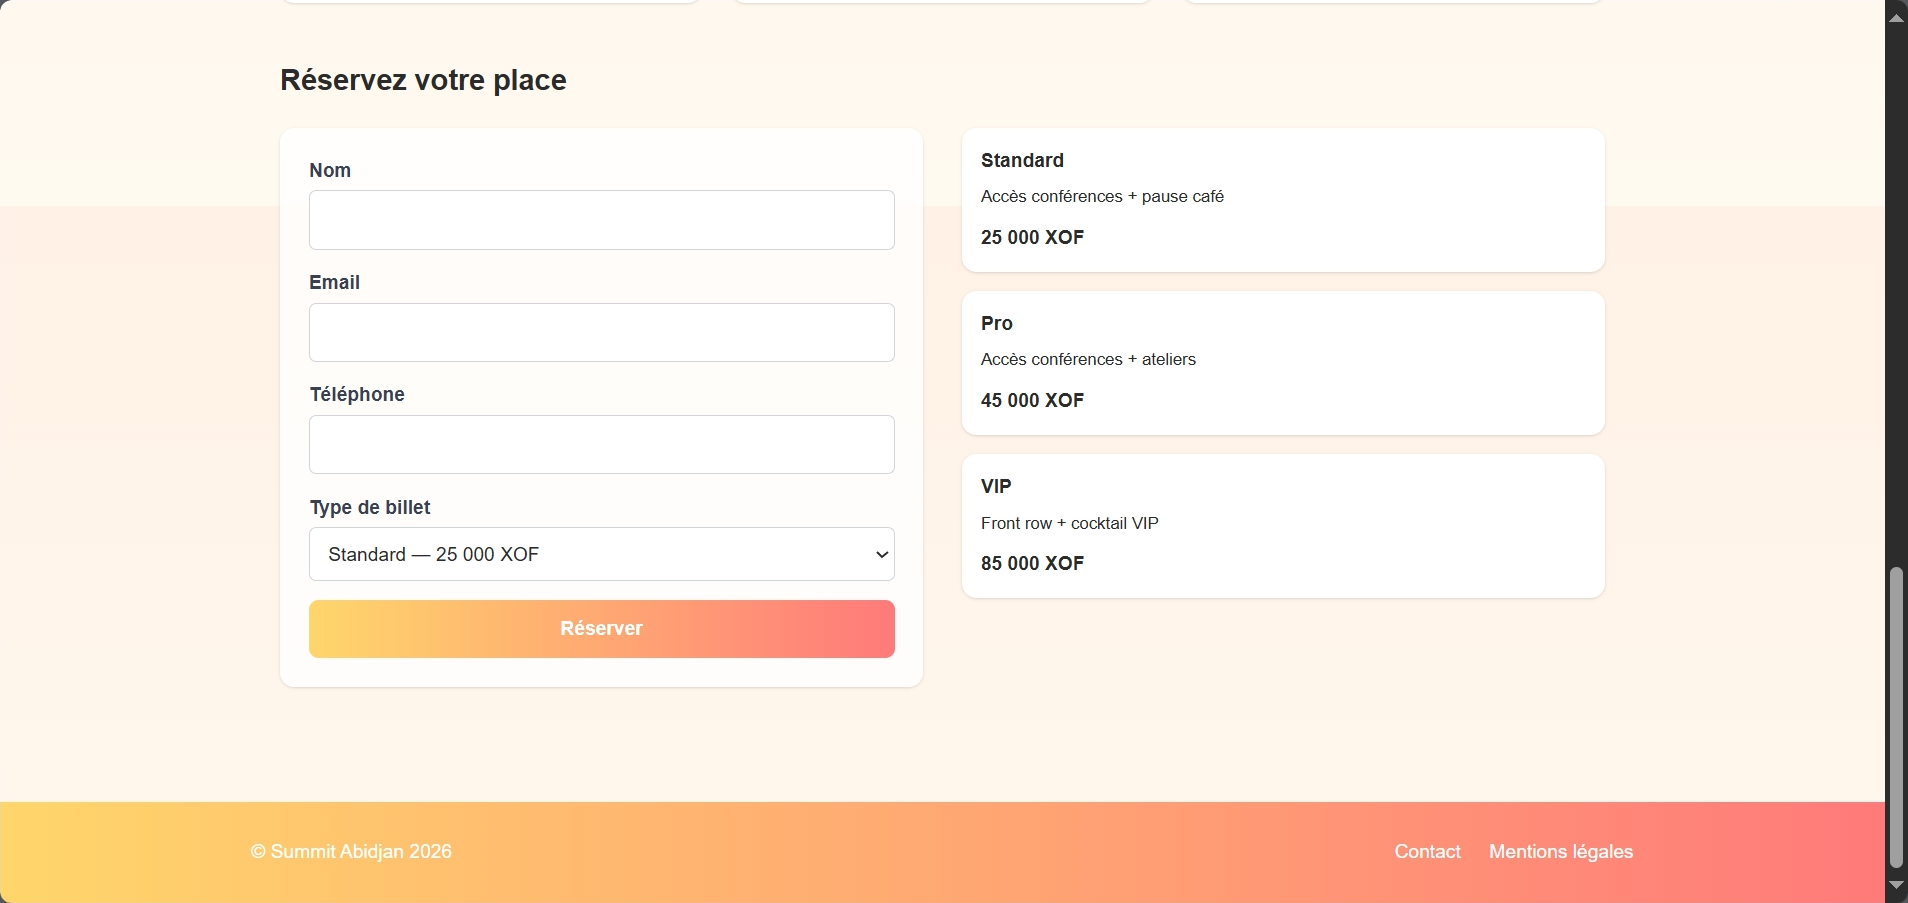 Réservez votre place
Nom
Email
Téléphone
Type de billet
Standard — 25 000 XOF
Réserver
Standard
Accès conférences + pause café
25 000 XOF
Pro
Accès conférences + ateliers
45 000 XOF
VIP
Front row + cocktail VIP
85 000 XOF
© Summit Abidjan 2026
Contact
Mentions légales